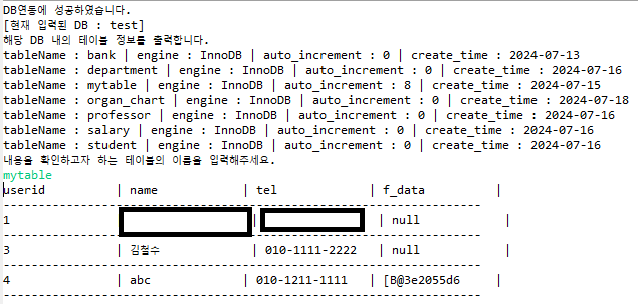 DB연동에 성공하였습니다.
[현재 입력된 DB : test]
해당 DB 내의 테이블 정보를 출력합니다.
tableName : bank | engine : InnoDB | auto_increment : 0 | create_time : 2024-07-13
tableName : department | engine : InnoDB | auto_increment : 0 | create_time : 2024-07-16
tableName : mytable | engine : InnoDB | auto_increment : 8 | create_time : 2024-07-15
tableName : organ_chart | engine : InnoDB | auto_increment : 0 | create_time : 2024-07-18
tableName : professor | engine : InnoDB | auto_increment : 0 | create_time : 2024-07-16
tableName : salary | engine : InnoDB | auto_increment : 0 | create_time : 2024-07-16
tableName : student | engine : InnoDB | auto_increment : 0 | create_time : 2024-07-16
내용을 확인하고자 하는 테이블의 이름을 입력해주세요.
mytable
userid | name | tel | f_data |
------------------------------------------------------------
1 | | null |
------------------------------------------------------------
3 | 김철수 | 010-1111-2222 | null |
------------------------------------------------------------
4 | abc | 010-1211-1111 | [B@3e2055d6 |
------------------------------------------------------------